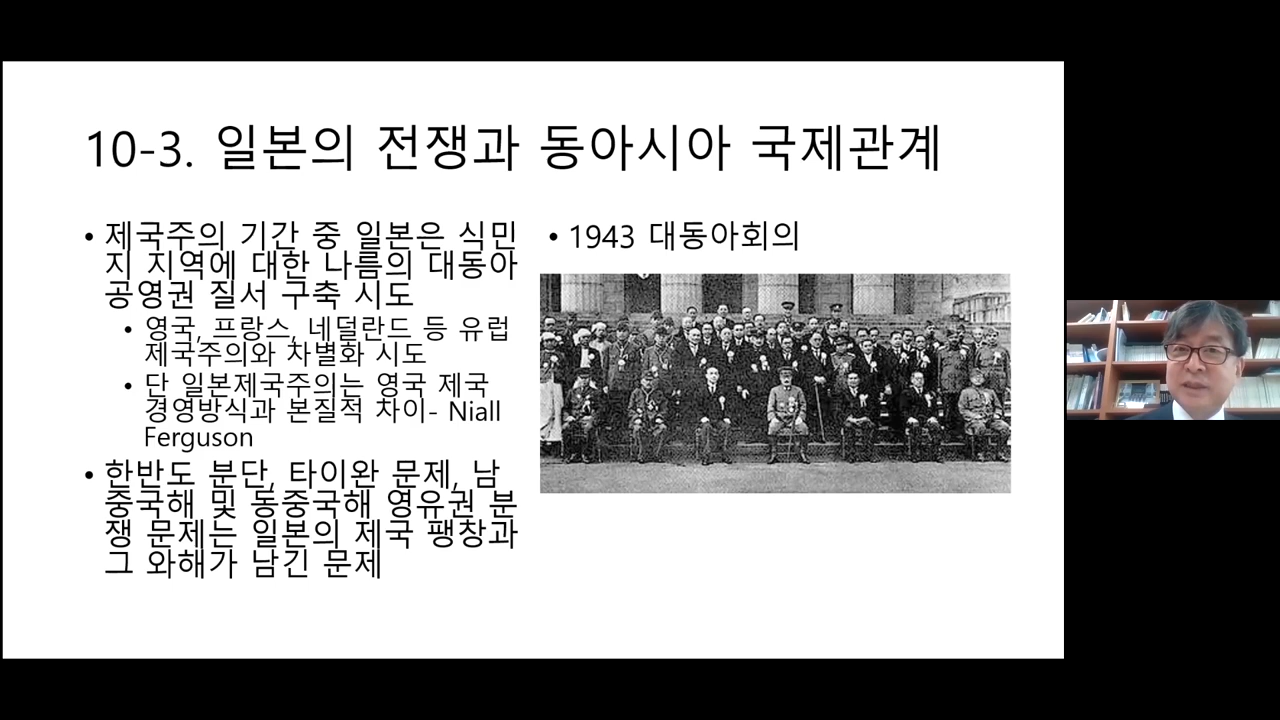 10-3. 일본의 전쟁과 동아시아 국제관계
• 제국주의 기간 중 일본은 식민
지 지역에 대한 나름의 대동아
공영권 질서 구축 시도
• 영국, 프랑스, 네덜란드 등 유럽
제국주의와 차별화 시도
• 단 일본제국주의는 영국 제국
경영방식과 본질적 차이- Niall
Ferguson
• 한반도 분단, 타이완 문제, 남
중국해 및 동중국해 영유권 분
쟁 문제는 일본의 제국 팽창과
그 와해가 남긴 문제
• 1943 대동아회의